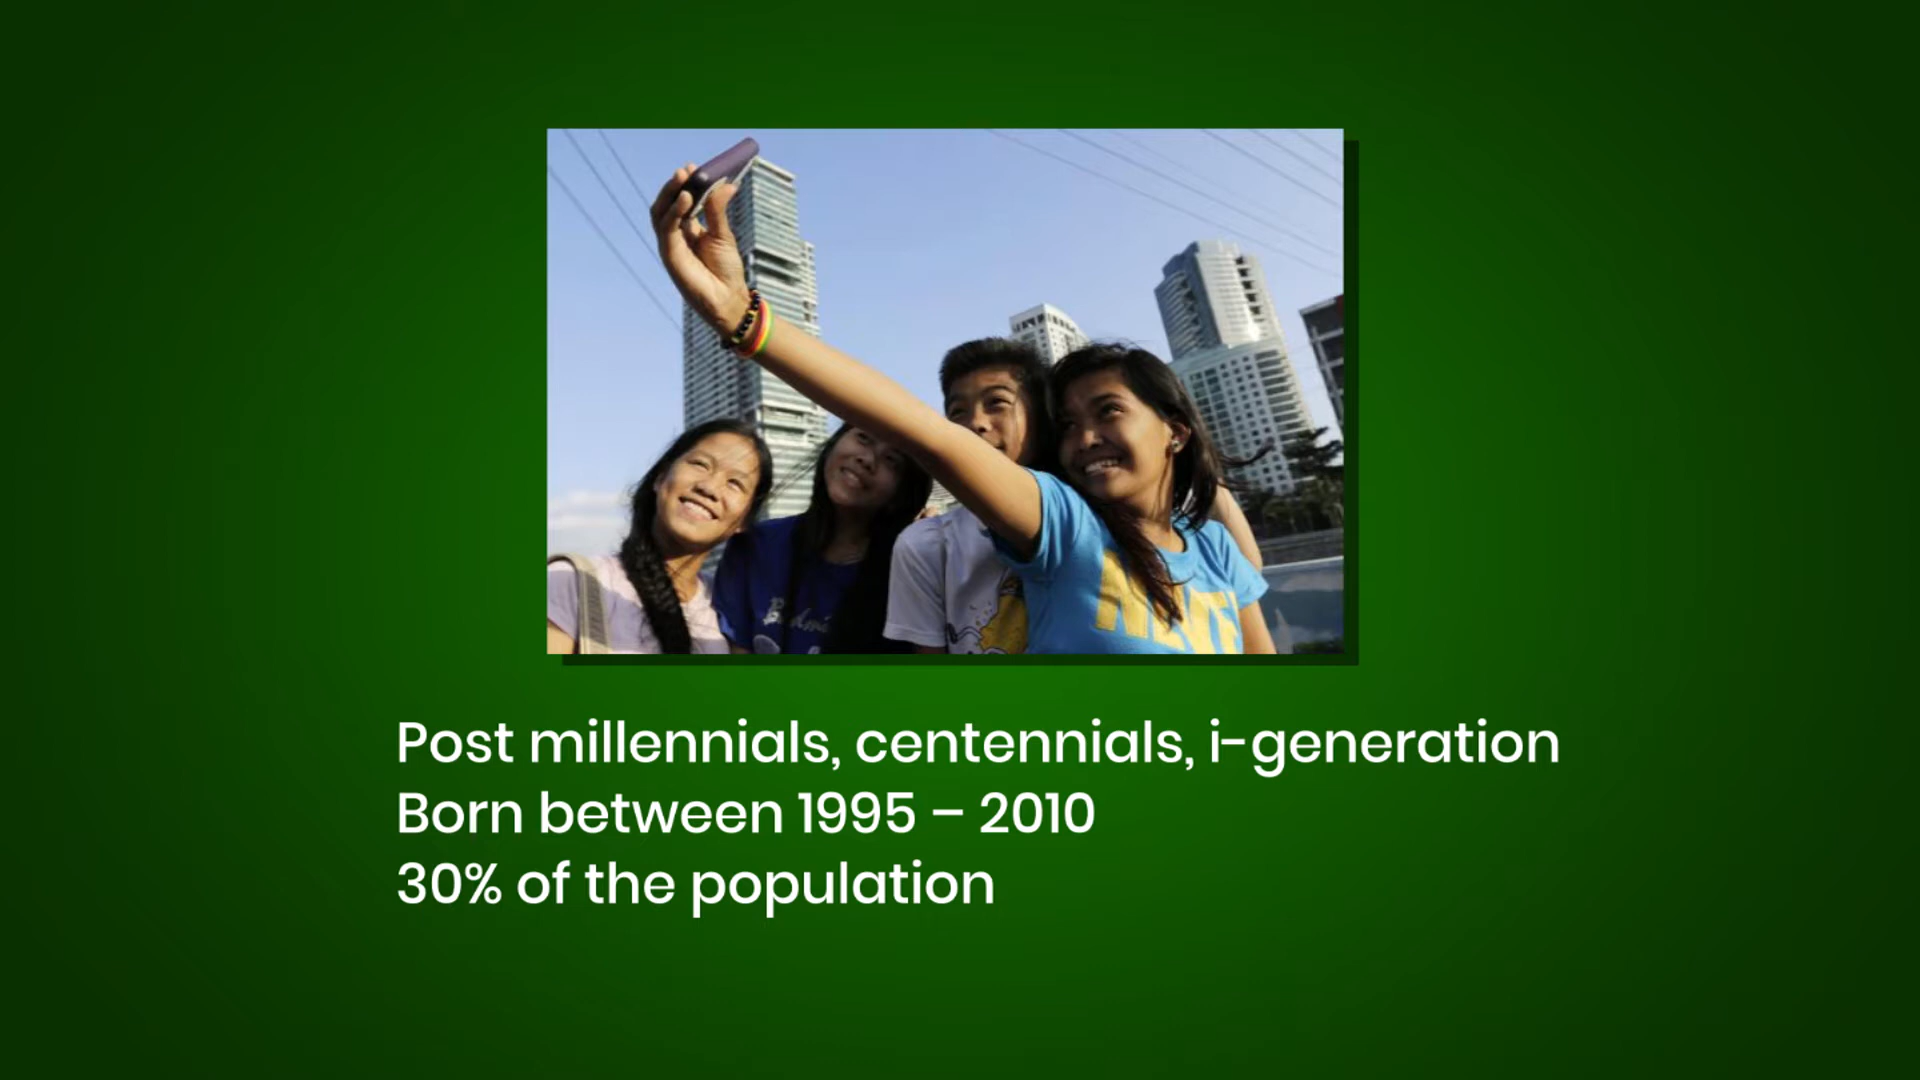 Post millennials, centennials, i-generation
Born between 1995 – 2010
30% of the population